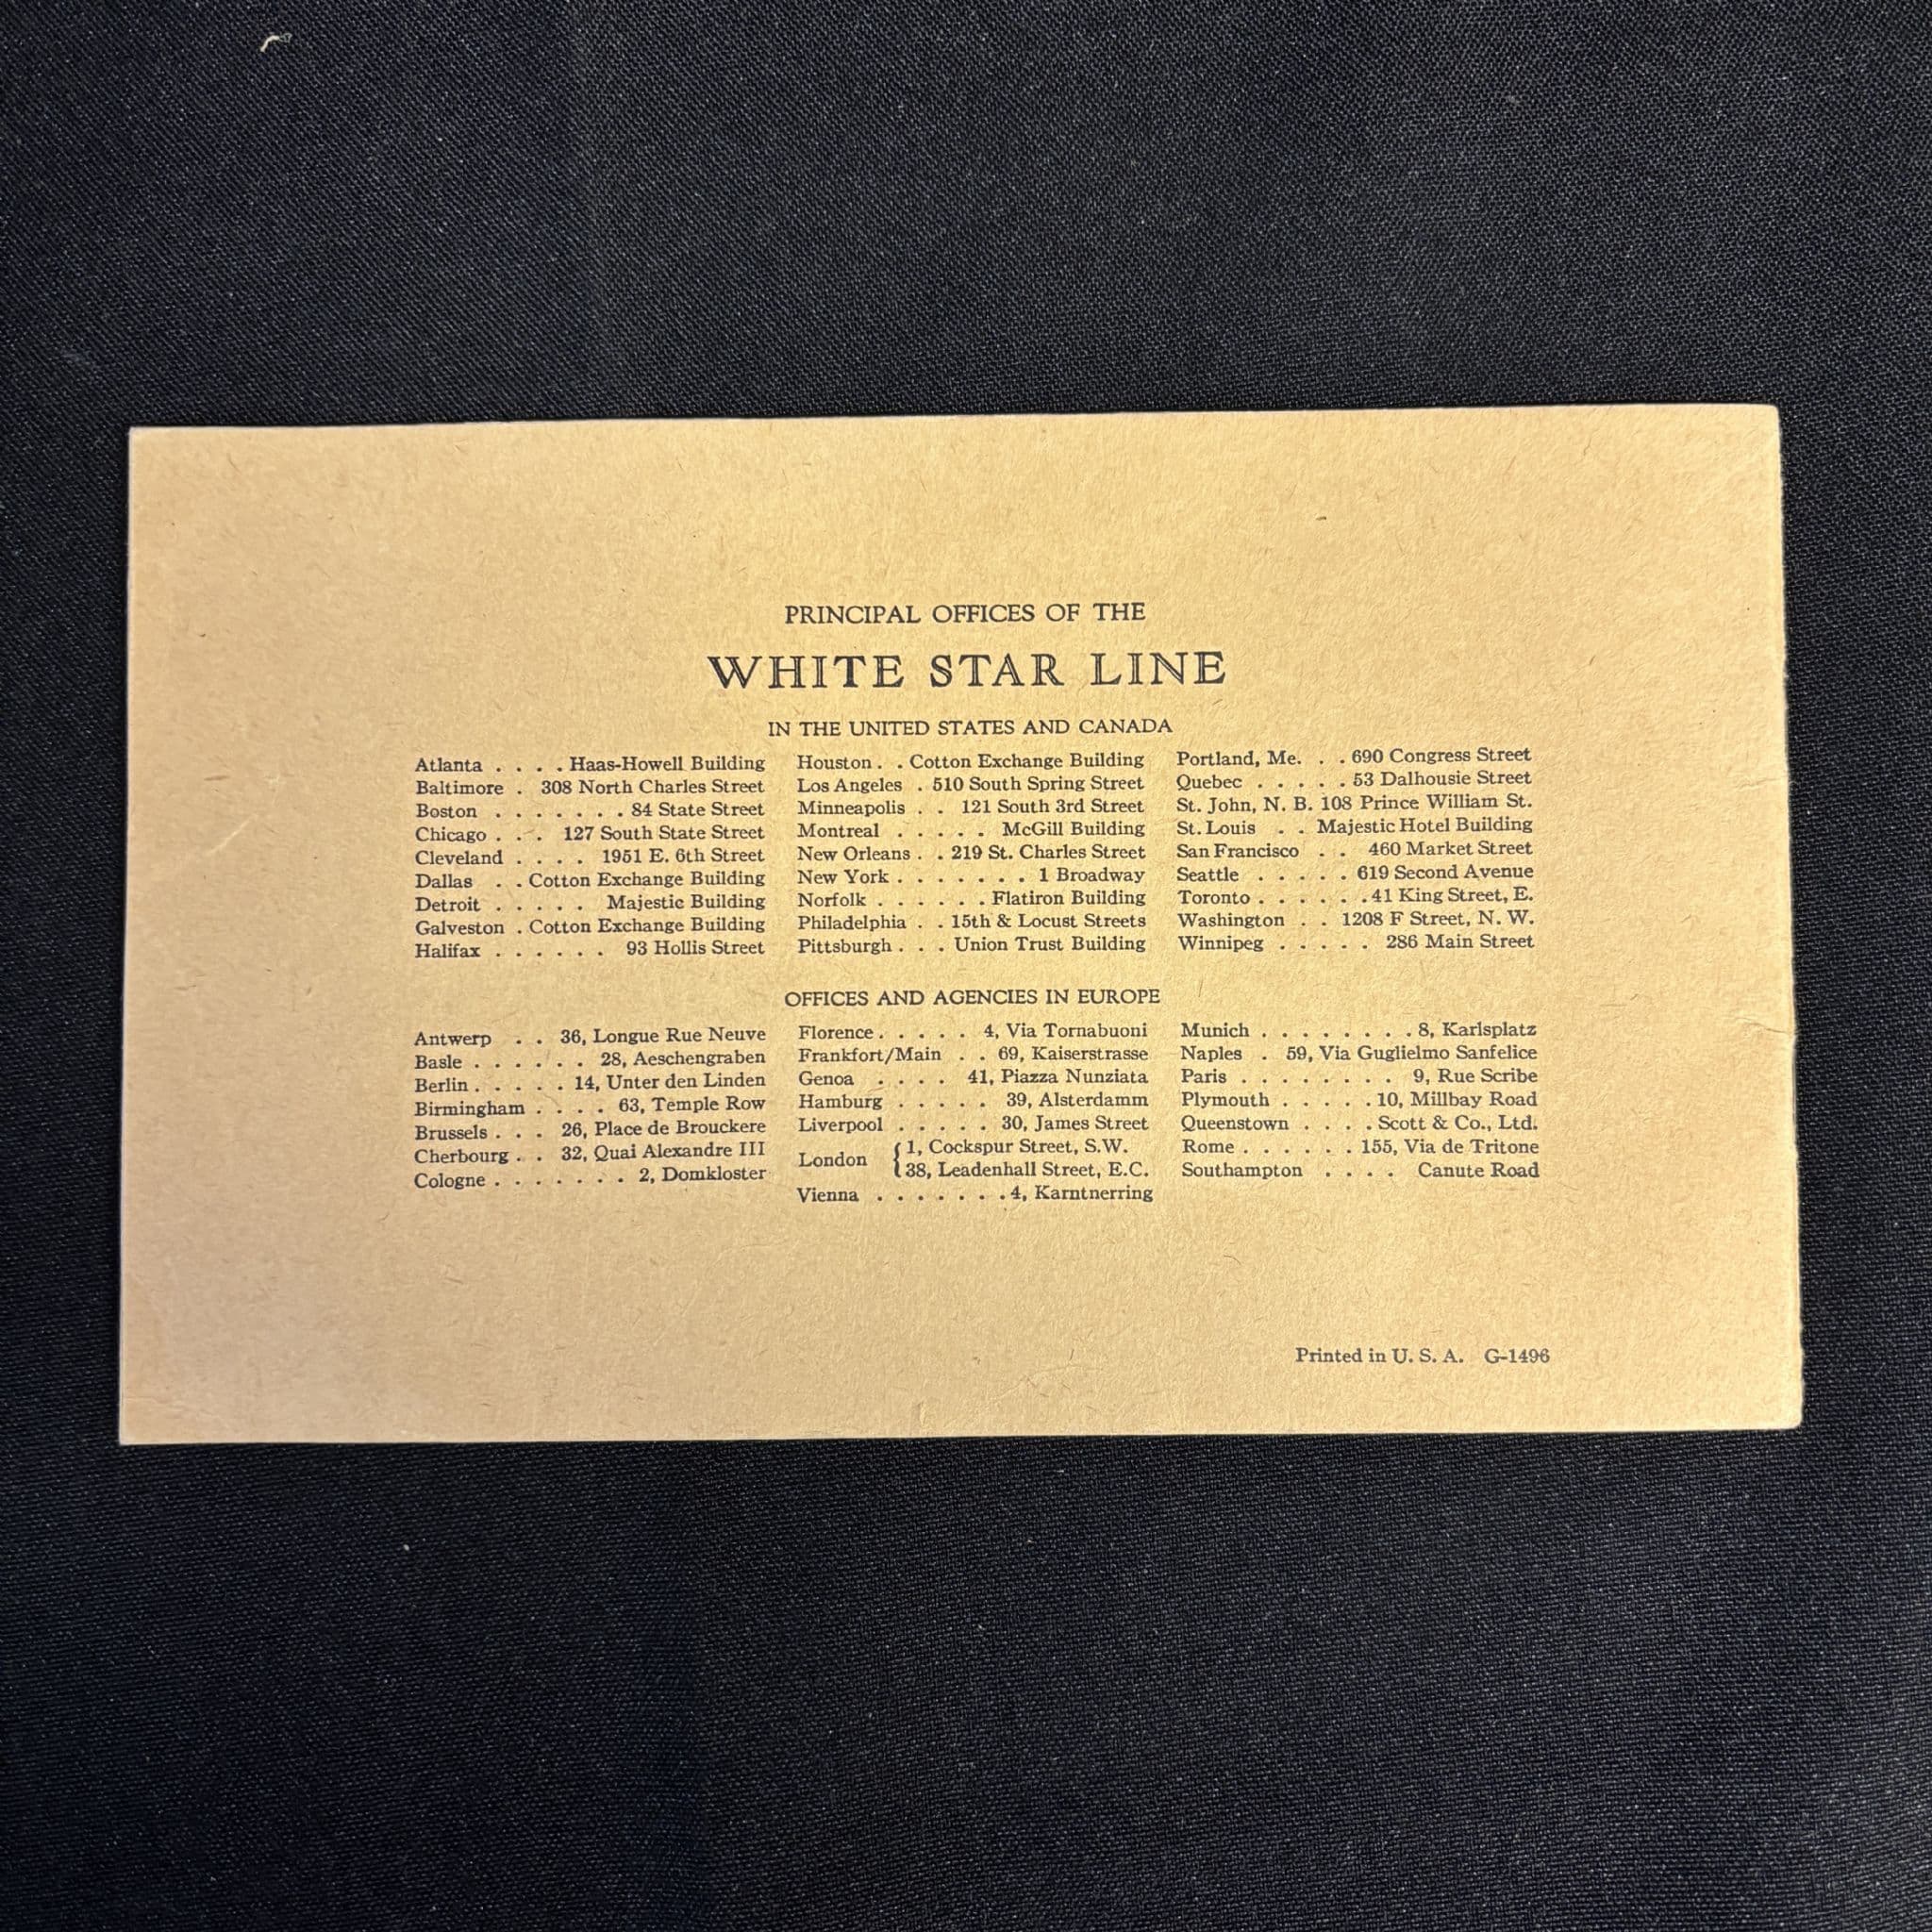 PRINCIPAL OFFICES OF THE
WHITE STAR LINE
IN THE UNITED STATES AND CANADA
Atlanta . . . . Haas-Howell Building
Baltimore . 308 North Charles Street
Boston . . . . . . . 84 State Street
Chicago . . . 127 South State Street
Cleveland . . . . 1951 E. 6th Street
Dallas . . Cotton Exchange Building
Detroit . . . . . Majestic Building
Galveston . Cotton Exchange Building
Halifax . . . . . . 93 Hollis Street
Houston . . Cotton Exchange Building
Los Angeles . 510 South Spring Street
Minneapolis . . 121 South 3rd Street
Montreal . . . . . McGill Building
New Orleans . . 219 St. Charles Street
New York . . . . . . . 1 Broadway
Norfolk . . . . . . Flatiron Building
Philadelphia . . 15th & Locust Streets
Pittsburgh . . . Union Trust Building
Portland, Me. . . 690 Congress Street
Quebec . . . . . 53 Dalhousie Street
St. John, N. B. 108 Prince William St.
St. Louis . . Majestic Hotel Building
San Francisco . . 460 Market Street
Seattle . . . . . 619 Second Avenue
Toronto . . . . . . 41 King Street, E.
Washington . . 1208 F Street, N. W.
Winnipeg . . . . . 286 Main Street
OFFICES AND AGENCIES IN EUROPE
Antwerp . . 36, Longue Rue Neuve
Basle . . . . . . 28, Aeschengraben
Berlin . . . . . 14, Unter den Linden
Birmingham . . . . 63, Temple Row
Brussels . . . 26, Place de Brouckere
Cherbourg . . 32, Quai Alexandre III
Cologne . . . . . . . 2, Domkloster
Florence . . . . . 4, Via Tornabuoni
Frankfort/Main . . 69, Kaiserstrasse
Genoa . . . . 41, Piazza Nunziata
Hamburg . . . . . 39, Alsterdamm
Liverpool . . . . . 30, James Street
London { 1, Cockspur Street, S.W.
38, Leadenhall Street, E.C.
Vienna . . . . . . . 4, Karntnerring
Munich . . . . . . . . 8, Karlsplatz
Naples . 59, Via Guglielmo Sanfelice
Paris . . . . . . . . 9, Rue Scribe
Plymouth . . . . . 10, Millbay Road
Queenstown . . . . Scott & Co., Ltd.
Rome . . . . . . 155, Via de Tritone
Southampton . . . . Canute Road
Printed in U. S. A. G-1496